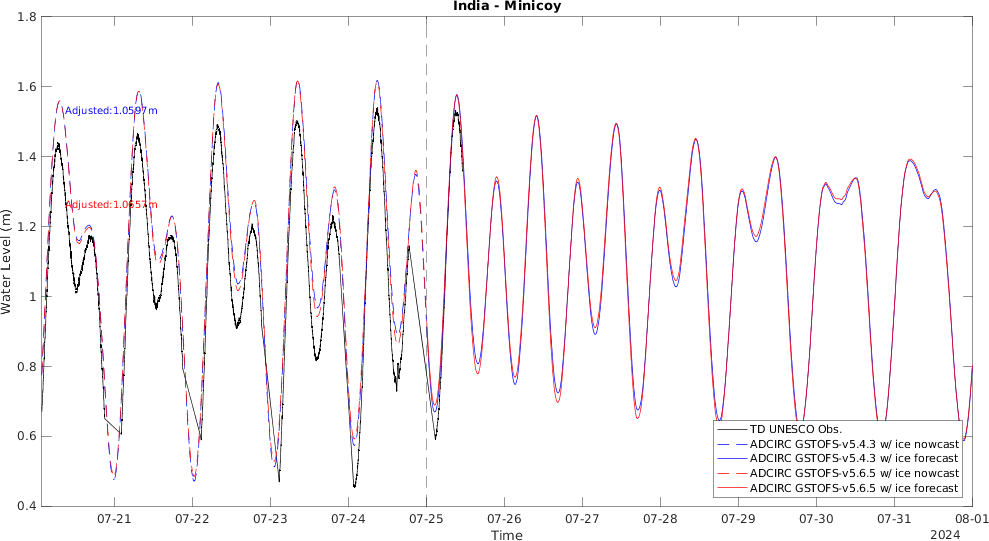 India - Minicoy
1.8
1.6
1.4
1.2
1
0.8
0.6
0.4
Water Level (m)
Adjusted:1.0597m
Adjusted:1.0557m
TD UNESCO Obs.
ADCIRC GSTOFS-v5.4.3 w/ ice nowcast
ADCIRC GSTOFS-v5.4.3 w/ ice forecast
ADCIRC GSTOFS-v5.6.5 w/ ice nowcast
ADCIRC GSTOFS-v5.6.5 w/ ice forecast
07-21 07-22 07-23 07-24 07-25 07-26 07-27 07-28 07-29 07-30 07-31 08-01
Time
2024